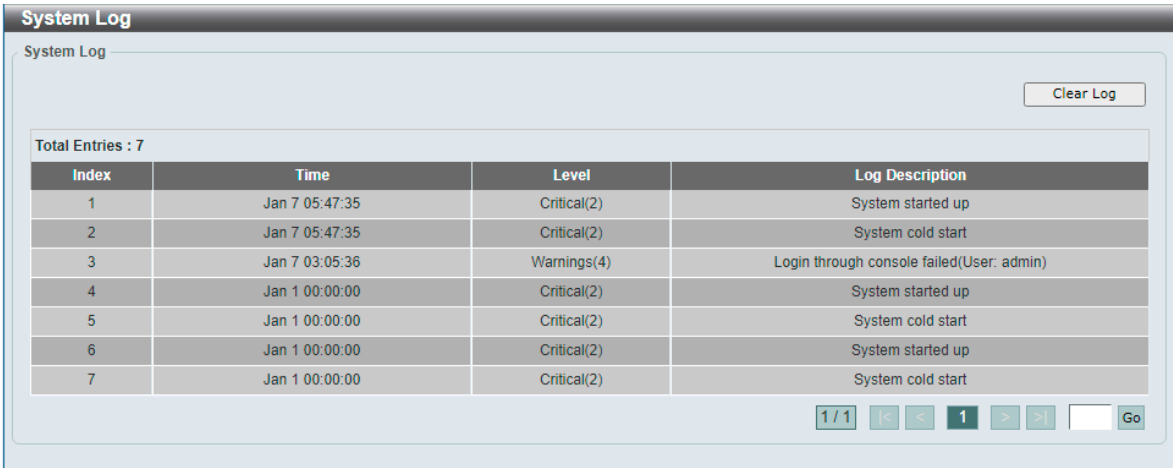 System Log
System Log
Clear Log
Total Entries : 7
Index Time Level Log Description
1 Jan 7 05:47:35 Critical(2) System started up
2 Jan 7 05:47:35 Critical(2) System cold start
3 Jan 7 03:05:36 Warnings(4) Login through console failed(User: admin)
4 Jan 1 00:00:00 Critical(2) System started up
5 Jan 1 00:00:00 Critical(2) System cold start
6 Jan 1 00:00:00 Critical(2) System started up
7 Jan 1 00:00:00 Critical(2) System cold start
1 / 1 |< < 1 > >| Go